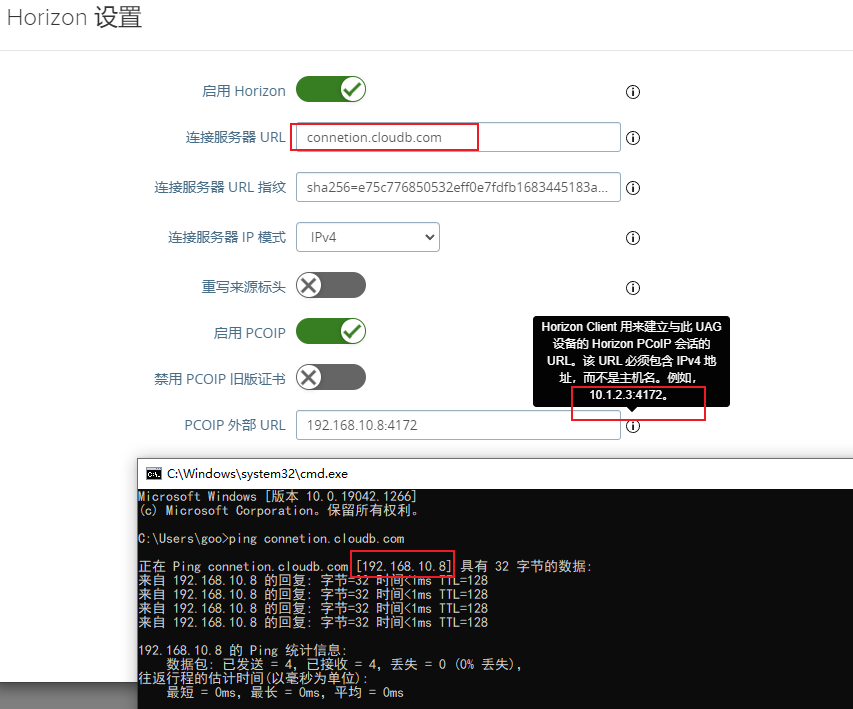 Horizon 设置
启用 Horizon
连接服务器 URL
connetion.cloudb.com
连接服务器 URL 指纹
sha256=e75c776850532eff0e7fdfb1683445183a...
连接服务器 IP 模式
IPv4
重写来源标头
启用 PCOIP
禁用 PCOIP 旧版证书
Horizon Client 用来建立与此 UAG
设备的 Horizon PCoIP 会话的
URL。该 URL 必须包含 IPv4 地
址，而不是主机名。例如，
10.1.2.3:4172。
PCOIP 外部 URL
192.168.10.8:4172
C:\Windows\system32\cmd.exe
Microsoft Windows [版本 10.0.19042.1266]
(c) Microsoft Corporation。保留所有权利。
C:\Users\goo>ping connetion.cloudb.com
正在 Ping connetion.cloudb.com [192.168.10.8] 具有 32 字节的数据:
来自 192.168.10.8 的回复: 字节=32 时间<1ms TTL=128
来自 192.168.10.8 的回复: 字节=32 时间<1ms TTL=128
来自 192.168.10.8 的回复: 字节=32 时间<1ms TTL=128
来自 192.168.10.8 的回复: 字节=32 时间<1ms TTL=128
192.168.10.8 的 Ping 统计信息:
数据包: 已发送 = 4，已接收 = 4，丢失 = 0 (0% 丢失)，
往返行程的估计时间(以毫秒为单位):
最短 = 0ms，最长 = 0ms，平均 = 0ms